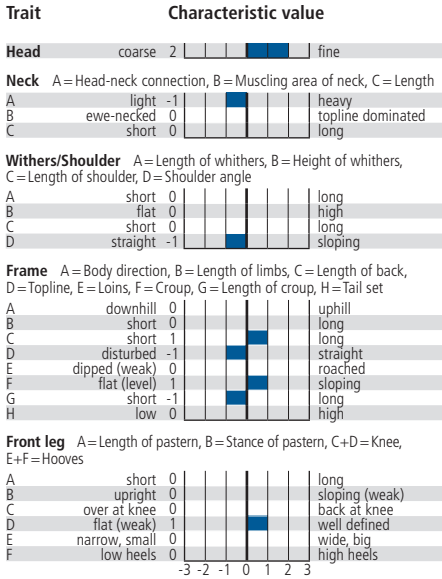 Trait Characteristic value
Head coarse 2 fine
Neck A=Head-neck connection, B=Muscling area of neck, C=Length
A light -1 heavy
B ewe-necked 0 topline dominated
C short 0 long
Withers/Shoulder A=Length of whithers, B=Height of whithers,
C=Length of shoulder, D=Shoulder angle
A short 0 long
B flat 0 high
C short 0 long
D straight -1 sloping
Frame A=Body direction, B=Length of limbs, C=Length of back,
D=Topline, E=Loins, F=Croup, G=Length of croup, H=Tail set
A downhill 0 uphill
B short 0 long
C short 1 long
D disturbed -1 straight
E dipped (weak) 0 roached
F flat (level) 1 sloping
G short -1 long
H low 0 high
Front leg A=Length of pastern, B=Stance of pastern, C+D=Knee,
E+F=Hooves
A short 0 long
B upright 0 sloping (weak)
C over at knee 0 back at knee
D flat (weak) 1 well defined
E narrow, small 0 wide, big
F low heels 0 high heels
-3 -2 -1 0 1 2 3